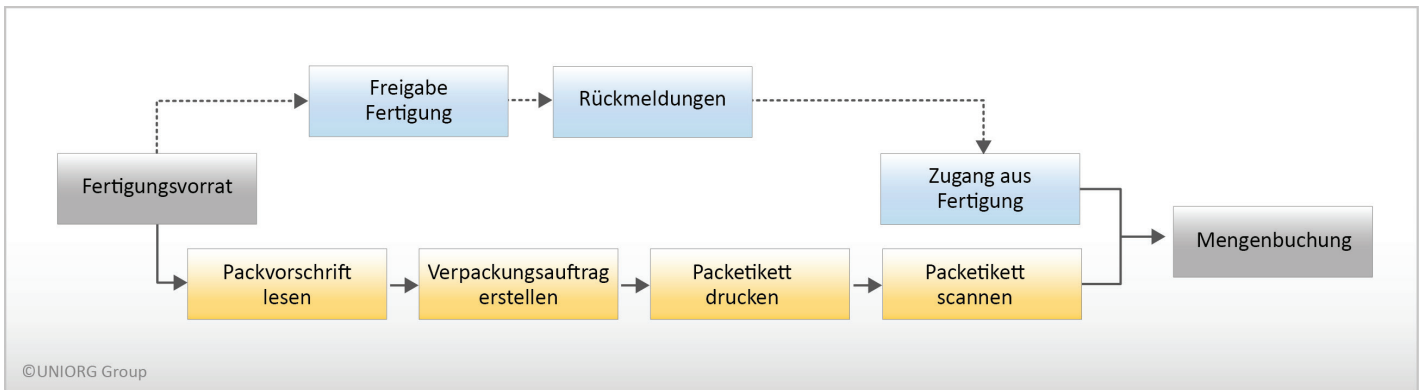 Freigabe
Fertigung
Rückmeldungen
Fertigungsvorrat
Zugang aus
Fertigung
Mengenbuchung
Packvorschrift
lesen
Verpackungsauftrag
erstellen
Packetikett
drucken
Packetikett
scannen
©UNIORG Group